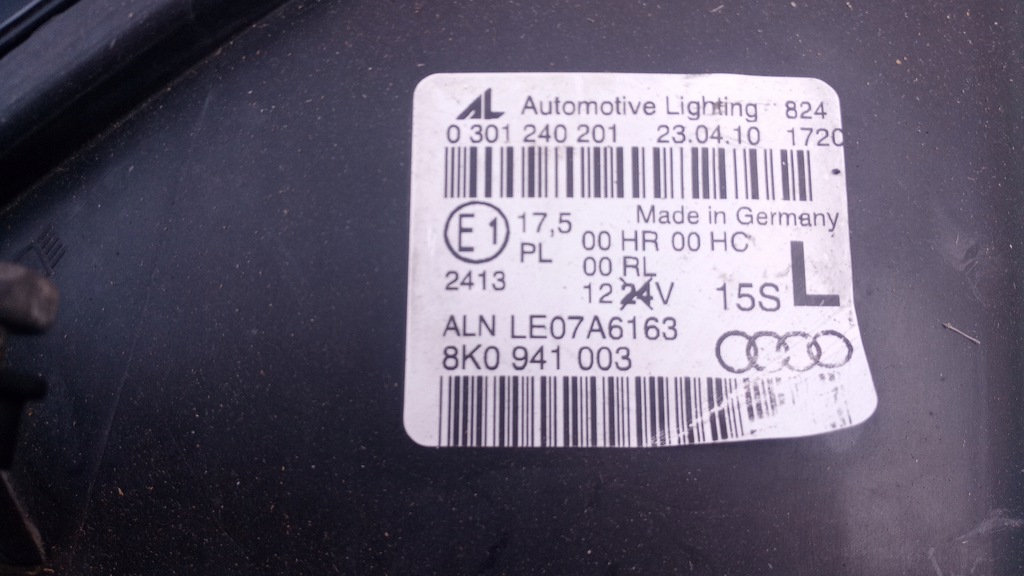 AL Automotive Lighting 824
0 301 240 201 23.04.10 1720
Made in Germany
E1 17,5
PL
00 HR 00 HC
00 RL
2413
12 24V
15S L
ALN LE07A6163
8K0 941 003